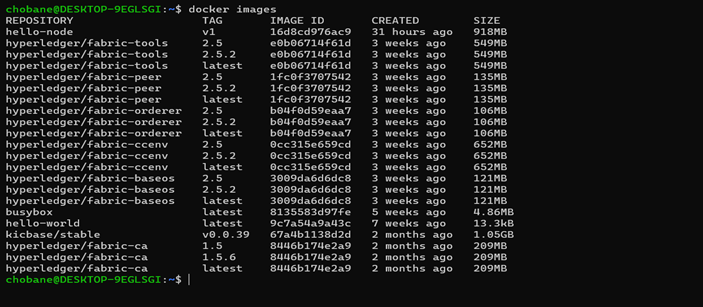 chobane@DESKTOP-9EGLSGI:~$ docker images
REPOSITORY TAG IMAGE ID CREATED SIZE
hello-node v1 16d8cd976ac9 31 hours ago 918MB
hyperledger/fabric-tools 2.5 e0b06714f61d 3 weeks ago 549MB
hyperledger/fabric-tools 2.5.2 e0b06714f61d 3 weeks ago 549MB
hyperledger/fabric-tools latest e0b06714f61d 3 weeks ago 549MB
hyperledger/fabric-peer 2.5 1fc0f3707542 3 weeks ago 135MB
hyperledger/fabric-peer 2.5.2 1fc0f3707542 3 weeks ago 135MB
hyperledger/fabric-peer latest 1fc0f3707542 3 weeks ago 135MB
hyperledger/fabric-orderer 2.5 b04f0d59eaa7 3 weeks ago 106MB
hyperledger/fabric-orderer 2.5.2 b04f0d59eaa7 3 weeks ago 106MB
hyperledger/fabric-orderer latest b04f0d59eaa7 3 weeks ago 106MB
hyperledger/fabric-ccenv 2.5 0cc315e659cd 3 weeks ago 652MB
hyperledger/fabric-ccenv 2.5.2 0cc315e659cd 3 weeks ago 652MB
hyperledger/fabric-ccenv latest 0cc315e659cd 3 weeks ago 652MB
hyperledger/fabric-baseos 2.5 3009da6d6dc8 3 weeks ago 121MB
hyperledger/fabric-baseos 2.5.2 3009da6d6dc8 3 weeks ago 121MB
hyperledger/fabric-baseos latest 3009da6d6dc8 3 weeks ago 121MB
busybox latest 8135583d97fe 5 weeks ago 4.86MB
hello-world latest 9c7a54a9a43c 7 weeks ago 13.3kB
kicbase/stable v0.0.39 67a4b1138d2d 2 months ago 1.05GB
hyperledger/fabric-ca 1.5 8446b174e2a9 2 months ago 209MB
hyperledger/fabric-ca 1.5.6 8446b174e2a9 2 months ago 209MB
hyperledger/fabric-ca latest 8446b174e2a9 2 months ago 209MB
chobane@DESKTOP-9EGLSGI:~$